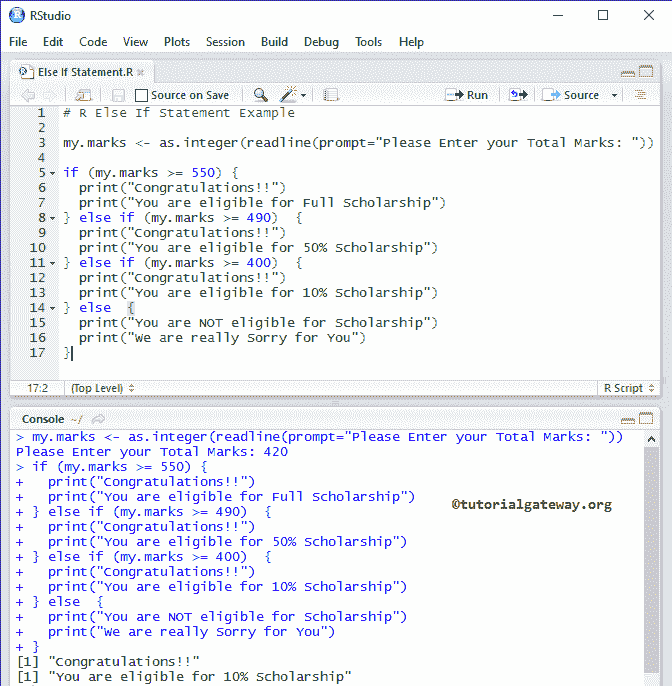 RStudio
File Edit Code View Plots Session Build Debug Tools Help
Else If Statement.R
Source on Save Run Source
1 # R Else If Statement Example
2
3 my.marks <- as.integer(readline(prompt="Please Enter your Total Marks: "))
4
5 if (my.marks >= 550) {
6   print("Congratulations!!")
7   print("You are eligible for Full Scholarship")
8 } else if (my.marks >= 490)  {
9   print("Congratulations!!")
10   print("You are eligible for 50% Scholarship")
11 } else if (my.marks >= 400)  {
12   print("Congratulations!!")
13   print("You are eligible for 10% Scholarship")
14 } else  {
15   print("You are NOT eligible for Scholarship")
16   print("We are really Sorry for You")
17 }
17:2 (Top Level) R Script
Console ~/
> my.marks <- as.integer(readline(prompt="Please Enter your Total Marks: "))
Please Enter your Total Marks: 420
> if (my.marks >= 550) {
+   print("Congratulations!!")
+   print("You are eligible for Full Scholarship")
+ } else if (my.marks >= 490)  {
+   print("Congratulations!!")
+   print("You are eligible for 50% Scholarship")
+ } else if (my.marks >= 400)  {
+   print("Congratulations!!")
+   print("You are eligible for 10% Scholarship")
+ } else  {
+   print("You are NOT eligible for Scholarship")
+   print("We are really Sorry for You")
+ }
[1] "Congratulations!!"
[1] "You are eligible for 10% Scholarship"
©tutorialgateway.org